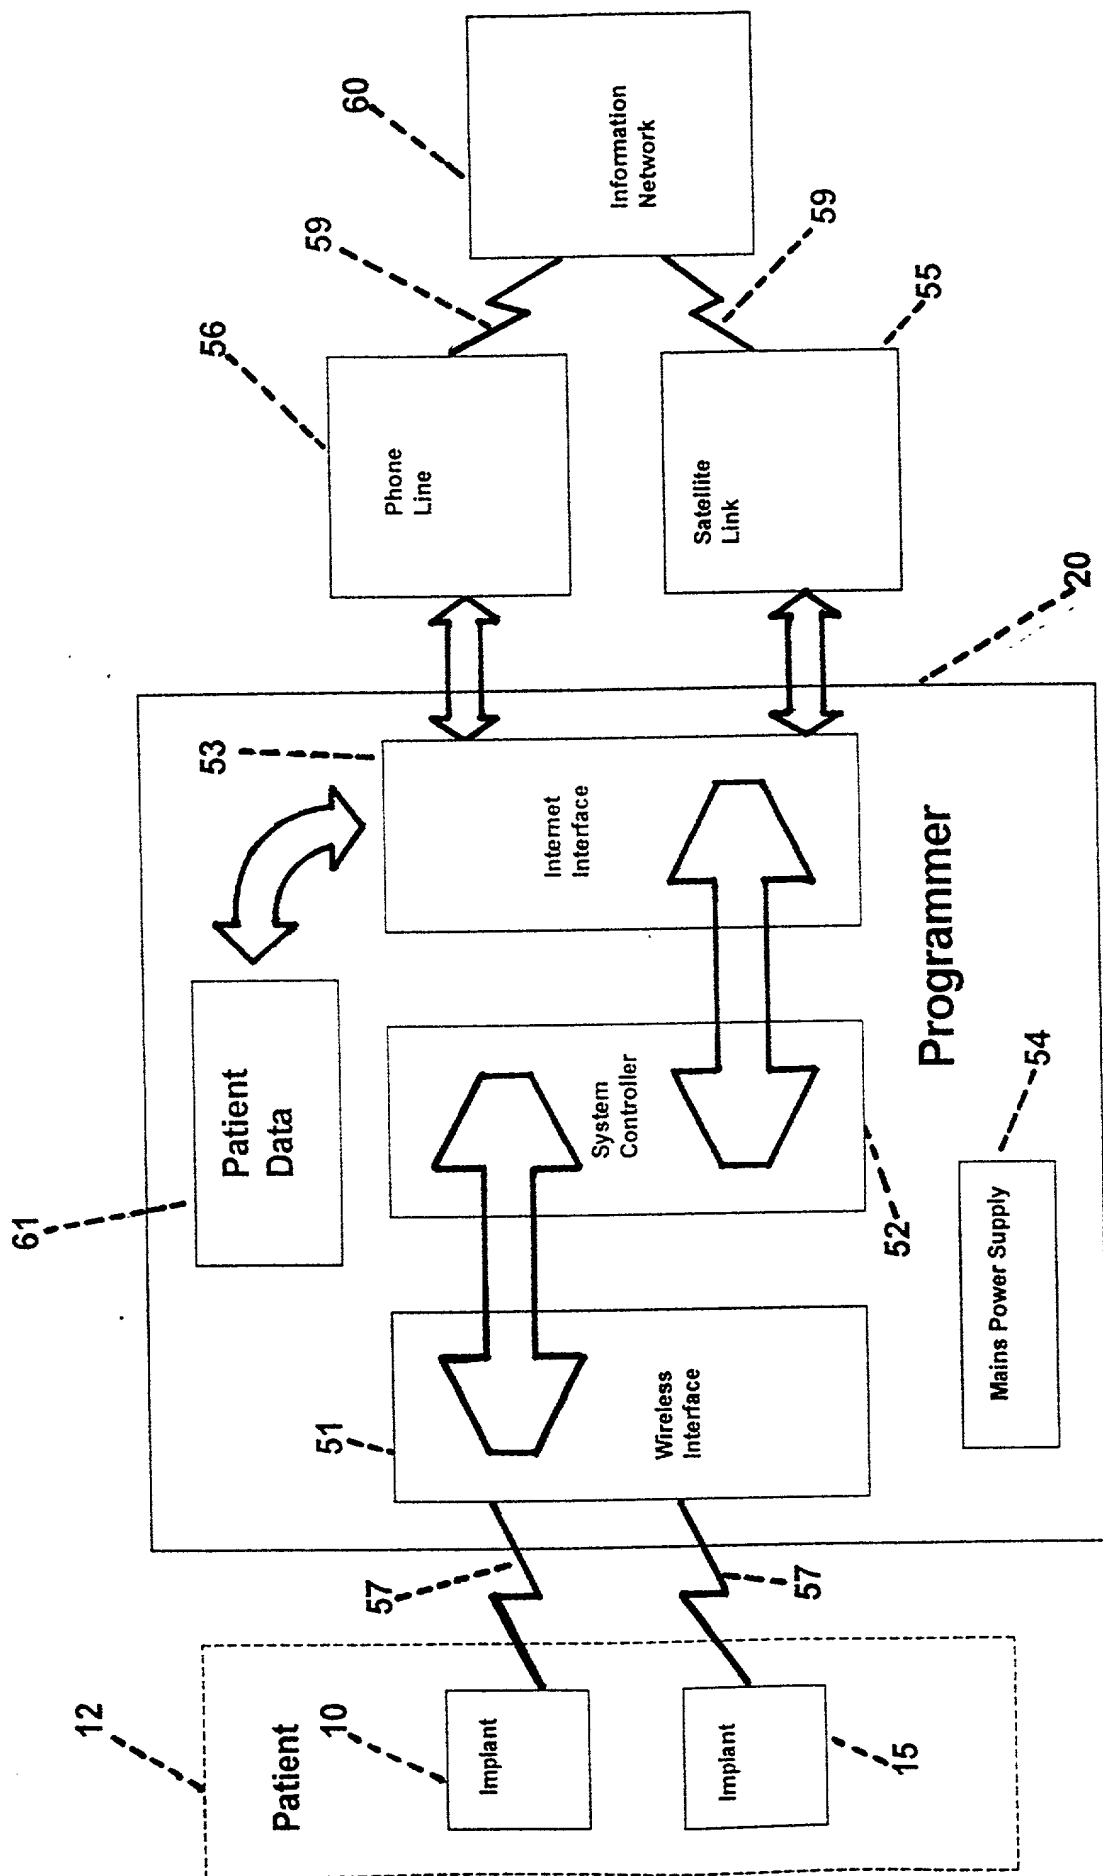 12
Patient
10
Implant
Implant
15
57
57
51
Wireless
Interface
61
Patient
Data
System
Controller
52
53
Internet
Interface
Mains Power Supply
54
Programmer
20
56
Phone
Line
Satellite
Link
55
59
59
60
Information
Network